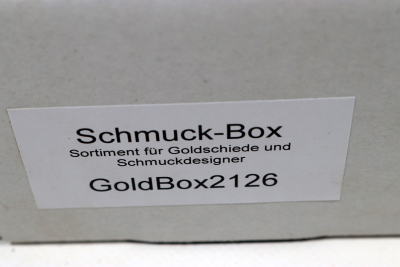 Schmuck-Box
Sortiment für Goldschiede und
Schmuckdesigner
GoldBox2126